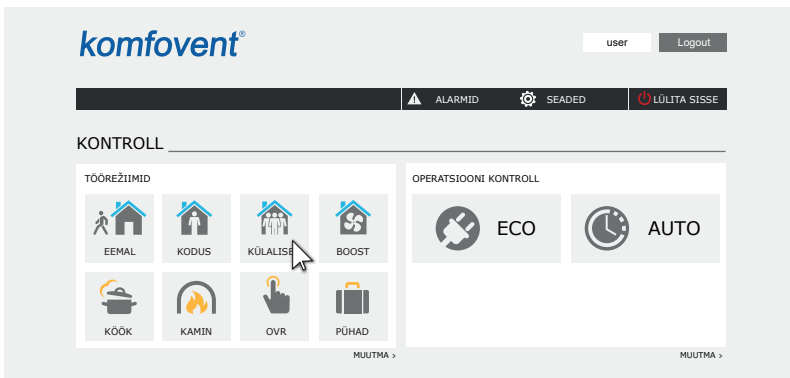 komfovent®
user Logout
ALARMID SEADED LÜLITA SISSE
KONTROLL
TÖÖREŽIIMID
EEMAL KODUS KÜLALISE BOOST
KÖÖK KAMIN OVR PÜHAD
MUUTMA >
OPERATSIOONI KONTROLL
ECO AUTO
MUUTMA >